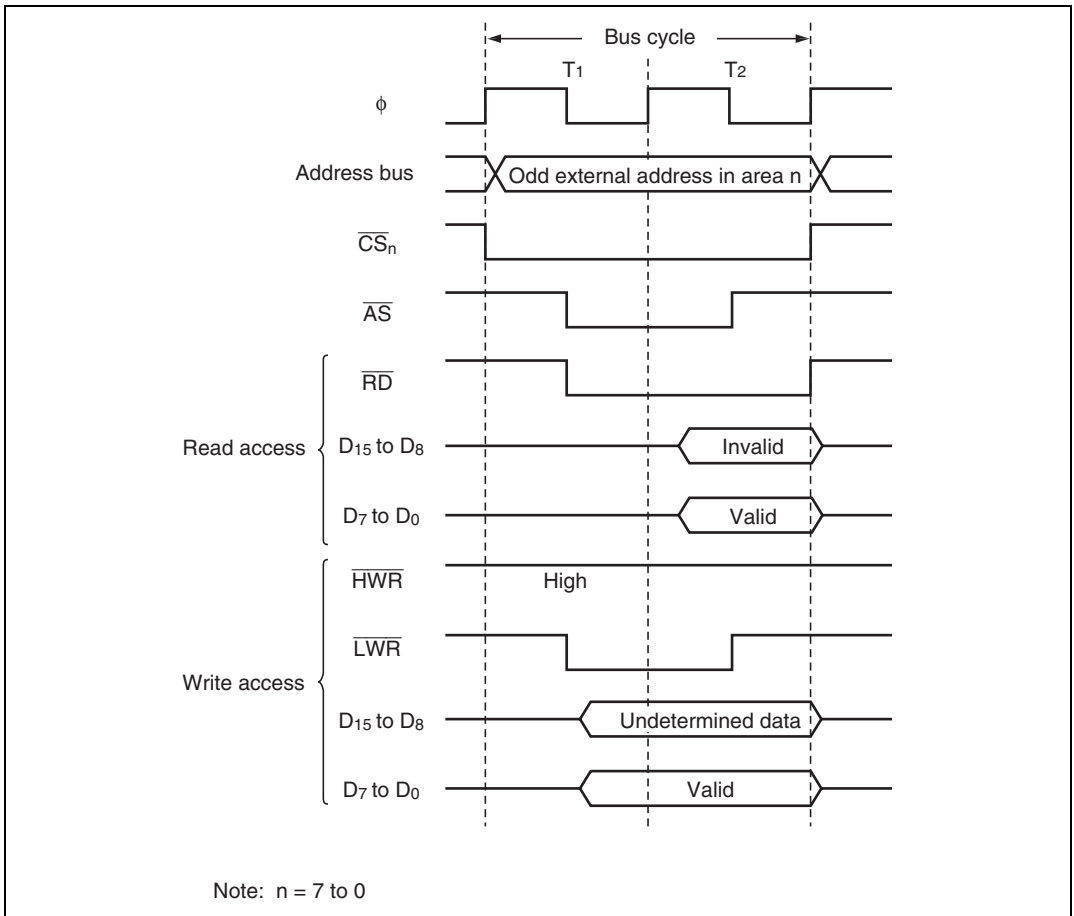 Bus cycle
T1 T2
φ
Address bus Odd external address in area n
CSn
AS
RD
Read access
D15 to D8 Invalid
D7 to D0 Valid
HWR High
LWR
Write access
D15 to D8 Undetermined data
D7 to D0 Valid
Note: n = 7 to 0